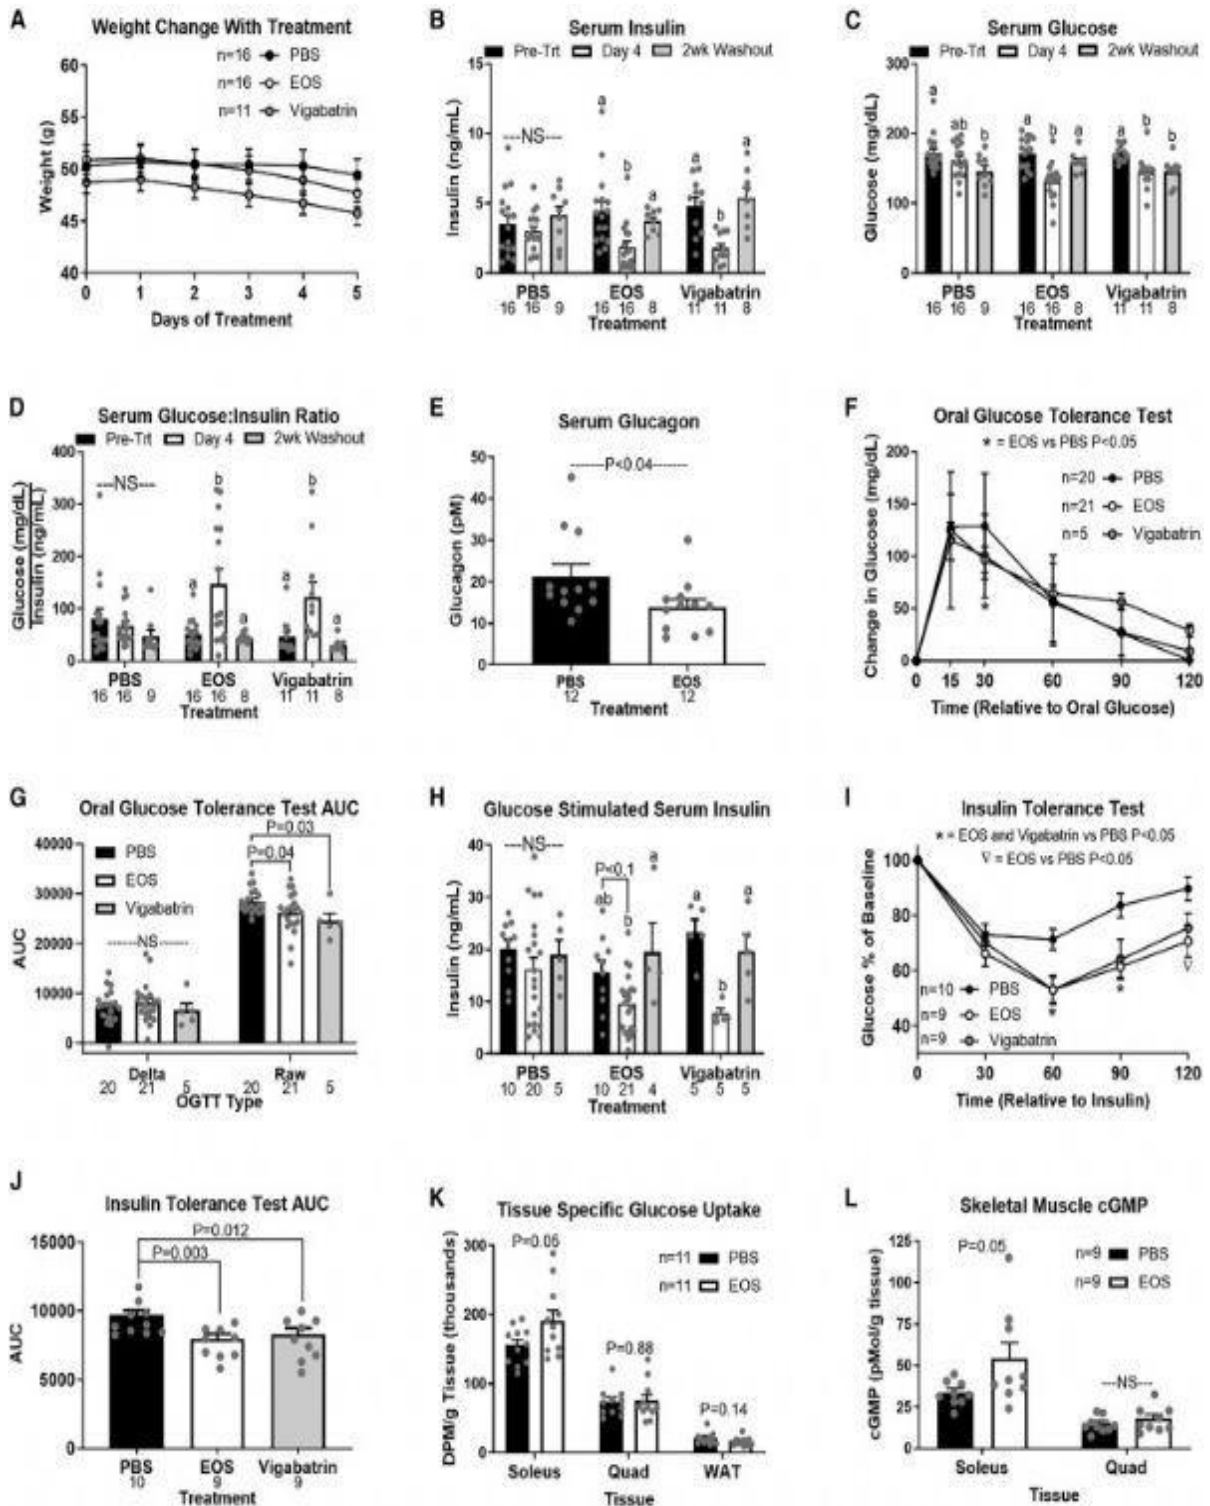 A
Weight Change With Treatment
n=16 PBS
n=16 EOS
n=11 Vigabatrin
Weight (g)
60
55
50
45
40
0 1 2 3 4 5
Days of Treatment
B
Serum Insulin
Pre-Trt Day 4 2wk Washout
Insulin (ng/mL)
15
10
5
0
---NS---
a
b
a
a
b
a
PBS EOS Vigabatrin
16 16 9 16 16 8 11 11 8
Treatment
C
Serum Glucose
Pre-Trt Day 4 2wk Washout
Glucose (mg/dL)
300
200
100
0
a
ab
b
a
b
a
a
b
b
PBS EOS Vigabatrin
16 16 9 16 16 8 11 11 8
Treatment
D
Serum Glucose:Insulin Ratio
Pre-Trt Day 4 2wk Washout
Glucose (mg/dL)
Insulin (ng/mL)
400
300
200
100
0
---NS----
a
b
a
a
b
a
PBS EOS Vigabatrin
16 16 9 16 16 8 11 11 8
Treatment
E
Serum Glucagon
Glucagon (pM)
50
40
30
20
10
0
-------P<0.04-------
PBS EOS
12 12
Treatment
F
Oral Glucose Tolerance Test
* = EOS vs PBS P<0.05
n=20 PBS
n=21 EOS
n=5 Vigabatrin
Change in Glucose (mg/dL)
200
150
100
50
0
*
0 15 30 60 90 120
Time (Relative to Oral Glucose)
G
Oral Glucose Tolerance Test AUC
PBS
EOS
Vigabatrin
P=0.03
P=0.04
AUC
40000
30000
20000
10000
0
------NS------
Delta Raw
20 21 5 20 21 5
OGTT Type
H
Glucose Stimulated Serum Insulin
Insulin (ng/mL)
40
30
20
10
0
---NS---
P<0.1
ab
b
a
a
b
a
PBS EOS Vigabatrin
10 20 5 10 21 4 5 5 5
Treatment
I
Insulin Tolerance Test
* = EOS and Vigabatrin vs PBS P<0.05
∇ = EOS vs PBS P<0.05
Glucose % of Baseline
100
80
60
40
n=10 PBS
n=9 EOS
n=9 Vigabatrin
*
*
∇
0 30 60 90 120
Time (Relative to Insulin)
J
Insulin Tolerance Test AUC
P=0.012
P=0.003
AUC
15000
10000
5000
0
PBS EOS Vigabatrin
10 9 9
Treatment
K
Tissue Specific Glucose Uptake
n=11 PBS
n=11 EOS
DPM/g Tissue (thousands)
300
200
100
0
P=0.05
P=0.88
P=0.14
Soleus Quad WAT
Tissue
L
Skeletal Muscle cGMP
n=9 PBS
n=9 EOS
cGMP (pMol/g tissue)
125
100
75
50
25
0
P=0.05
---NS---
Soleus Quad
Tissue